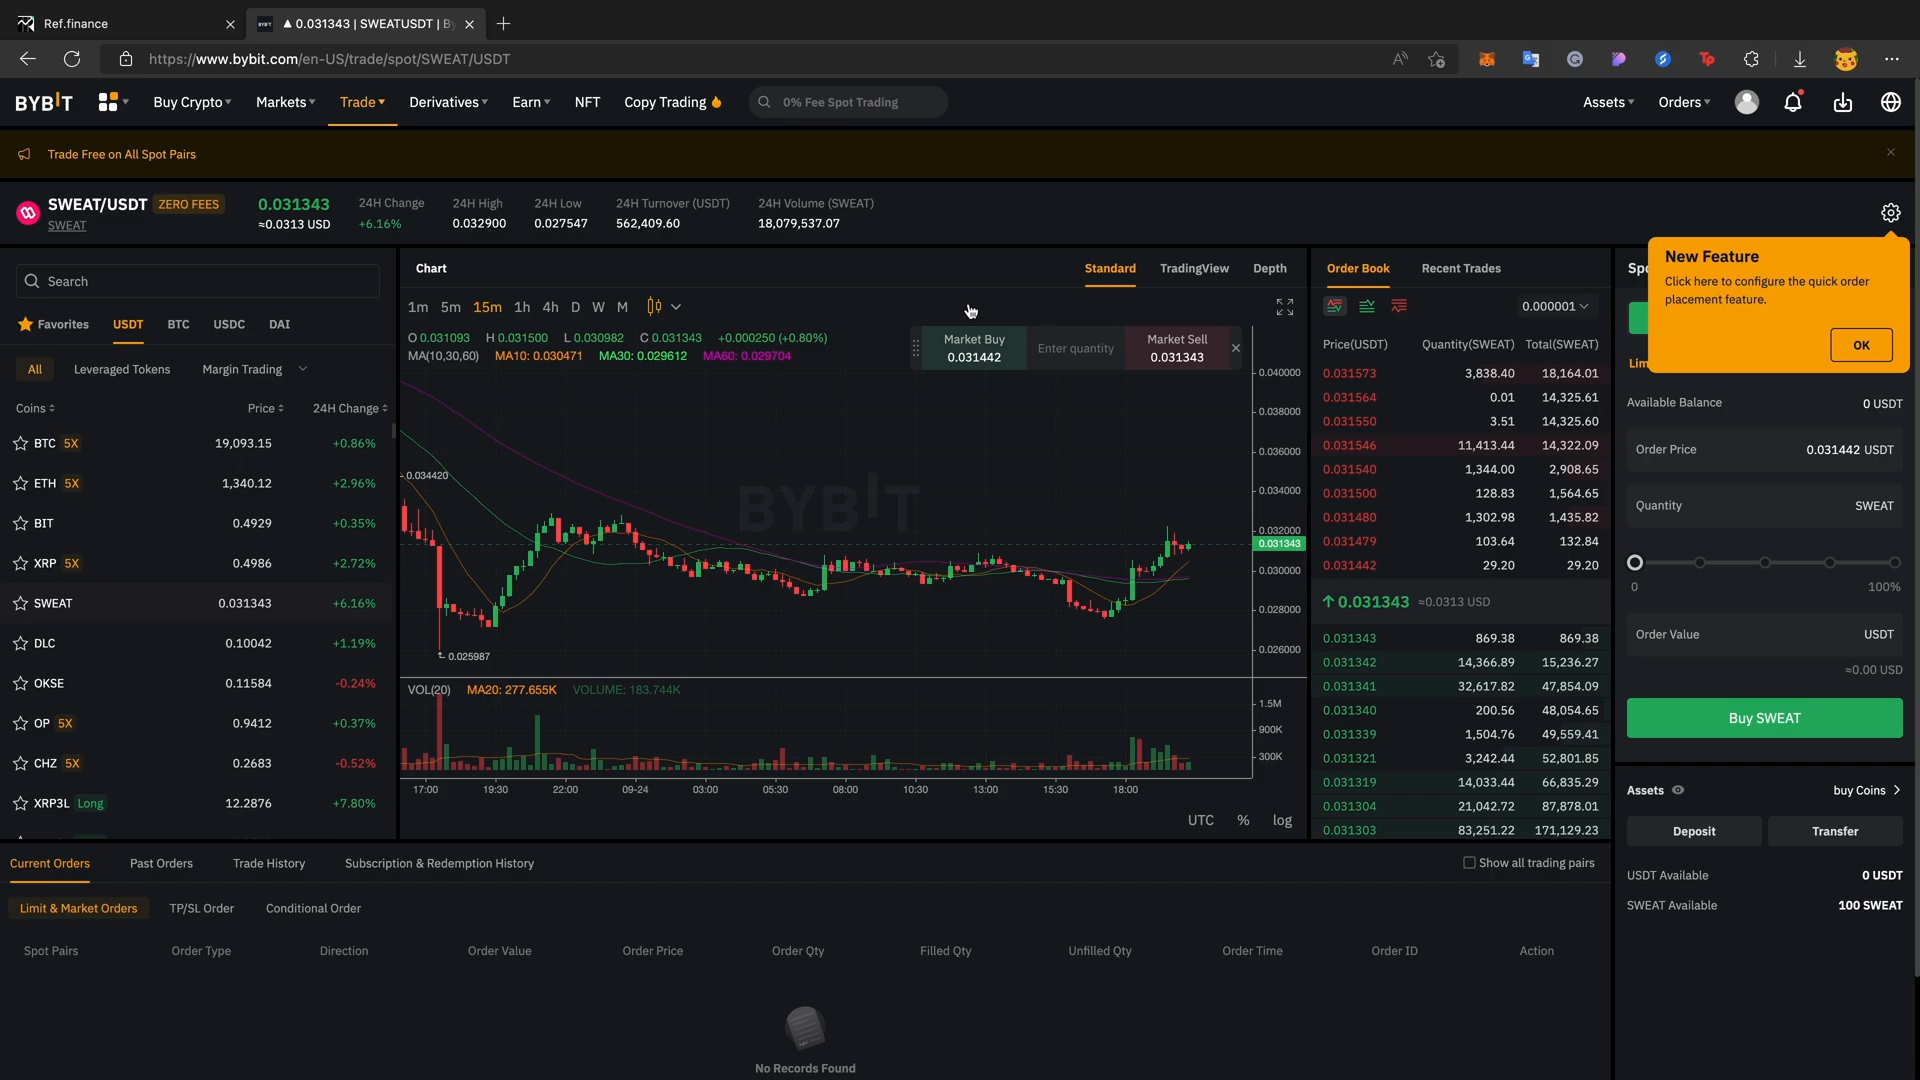 Ref.finance
▲ 0.031343 | SWEATUSDT | By
https://www.bybit.com/en-US/trade/spot/SWEAT/USDT
BYBIT
Buy Crypto
Markets
Trade
Derivatives
Earn
NFT
Copy Trading
0% Fee Spot Trading
Assets
Orders
Trade Free on All Spot Pairs
SWEAT/USDT ZERO FEES
SWEAT
0.031343
≈0.0313 USD
24H Change
+6.16%
24H High
0.032900
24H Low
0.027547
24H Turnover (USDT)
562,409.60
24H Volume (SWEAT)
18,079,537.07
New Feature
Click here to configure the quick order
placement feature.
OK
Search
Favorites USDT BTC USDC DAI
All Leveraged Tokens Margin Trading
Coins Price 24H Change
BTC 5X 19,093.15 +0.86%
ETH 5X 1,340.12 +2.96%
BIT 0.4929 +0.35%
XRP 5X 0.4986 +2.72%
SWEAT 0.031343 +6.16%
DLC 0.10042 +1.19%
OKSE 0.11584 -0.24%
OP 5X 0.9412 +0.37%
CHZ 5X 0.2683 -0.52%
XRP3L Long 12.2876 +7.80%
Chart
Standard TradingView Depth
1m 5m 15m 1h 4h D W M
O 0.031093 H 0.031500 L 0.030982 C 0.031343 +0.000250 (+0.80%)
MA(10,30,60) MA10: 0.030471 MA30: 0.029612 MA60: 0.029704
Market Buy
0.031442
Enter quantity
Market Sell
0.031343
0.040000
0.038000
0.036000
0.034000
0.032000
0.031343
0.030000
0.028000
0.026000
0.034420
BYBIT
0.025987
VOL(20) MA20: 277.655K VOLUME: 183.744K
1.5M
900K
300K
17:00 19:30 22:00 09-24 03:00 05:30 08:00 10:30 13:00 15:30 18:00
UTC % log
Order Book Recent Trades
0.000001
Price(USDT) Quantity(SWEAT) Total(SWEAT)
0.031573 3,838.40 18,164.01
0.031564 0.01 14,325.61
0.031550 3.51 14,325.60
0.031546 11,413.44 14,322.09
0.031540 1,344.00 2,908.65
0.031500 128.83 1,564.65
0.031480 1,302.98 1,435.82
0.031479 103.64 132.84
0.031442 29.20 29.20
0.031343 ≈0.0313 USD
0.031343 869.38 869.38
0.031342 14,366.89 15,236.27
0.031341 32,617.82 47,854.09
0.031340 200.56 48,054.65
0.031339 1,504.76 49,559.41
0.031321 3,242.44 52,801.85
0.031319 14,033.44 66,835.29
0.031304 21,042.72 87,878.01
0.031303 83,251.22 171,129.23
Spo
Lim
Available Balance 0 USDT
Order Price 0.031442 USDT
Quantity SWEAT
0 100%
Order Value USDT
≈0.00 USD
Buy SWEAT
Assets buy Coins
Deposit Transfer
USDT Available 0 USDT
SWEAT Available 100 SWEAT
Current Orders Past Orders Trade History Subscription & Redemption History
Show all trading pairs
Limit & Market Orders TP/SL Order Conditional Order
Spot Pairs Order Type Direction Order Value Order Price Order Qty Filled Qty Unfilled Qty Order Time Order ID Action
No Records Found